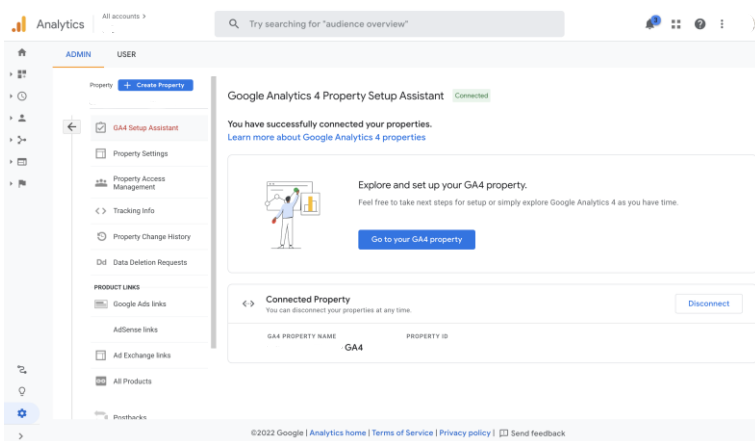 All accounts >
Analytics
Try searching for "audience overview"
3
ADMIN USER
Property + Create Property
GA4 Setup Assistant
Property Settings
Property Access
Management
Tracking Info
Property Change History
Dd Data Deletion Requests
PRODUCT LINKS
Google Ads links
AdSense links
Ad Exchange links
All Products
Postbacks
Google Analytics 4 Property Setup Assistant Connected
You have successfully connected your properties.
Learn more about Google Analytics 4 properties
Explore and set up your GA4 property.
Feel free to take next steps for setup or simply explore Google Analytics 4 as you have time.
Go to your GA4 property
Connected Property
You can disconnect your properties at any time.
Disconnect
GA4 PROPERTY NAME PROPERTY ID
GA4
©2022 Google | Analytics home | Terms of Service | Privacy policy | Send feedback